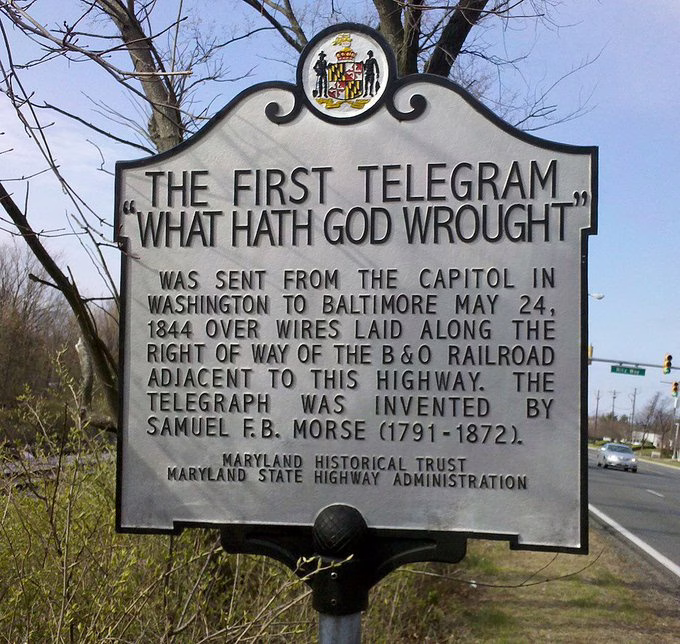 THE FIRST TELEGRAM
"WHAT HATH GOD WROUGHT"
WAS SENT FROM THE CAPITOL IN
WASHINGTON TO BALTIMORE MAY 24,
1844 OVER WIRES LAID ALONG THE
RIGHT OF WAY OF THE B&O RAILROAD
ADJACENT TO THIS HIGHWAY. THE
TELEGRAPH WAS INVENTED BY
SAMUEL F.B. MORSE (1791-1872).
MARYLAND HISTORICAL TRUST
MARYLAND STATE HIGHWAY ADMINISTRATION